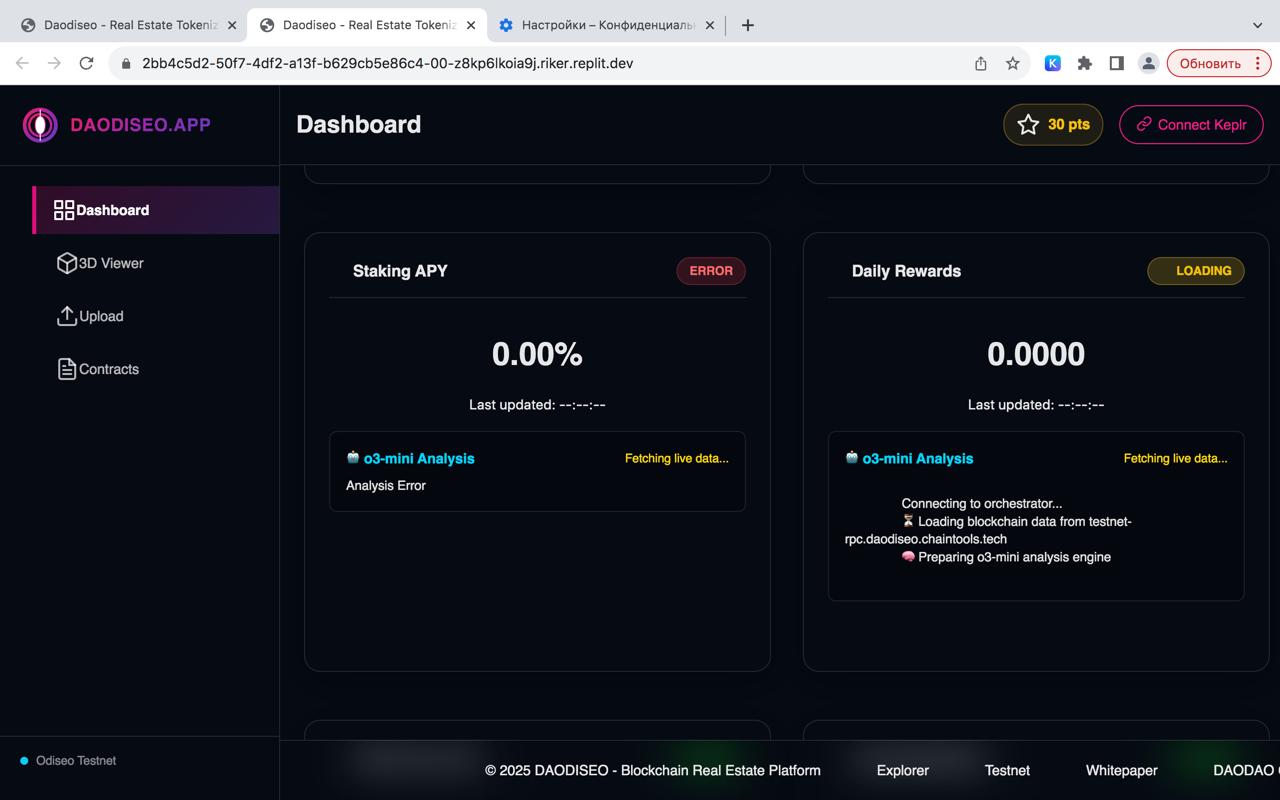 Daodiseo - Real Estate Tokeniz
Daodiseo - Real Estate Tokeniz
Настройки – Конфиденциаль
2bb4c5d2-50f7-4df2-a13f-b629cb5e86c4-00-z8kp6lkoia9j.riker.replit.dev
Обновить
DAODISEO.APP
Dashboard
30 pts
Connect Keplr
Dashboard
3D Viewer
Upload
Contracts
Odiseo Testnet
Staking APY
ERROR
0.00%
Last updated: --:--:--
o3-mini Analysis
Fetching live data...
Analysis Error
Daily Rewards
LOADING
0.0000
Last updated: --:--:--
o3-mini Analysis
Fetching live data...
Connecting to orchestrator...
⏳ Loading blockchain data from testnet-
rpc.daodiseo.chaintools.tech
🧠 Preparing o3-mini analysis engine
© 2025 DAODISEO - Blockchain Real Estate Platform
Explorer
Testnet
Whitepaper
DAODAO